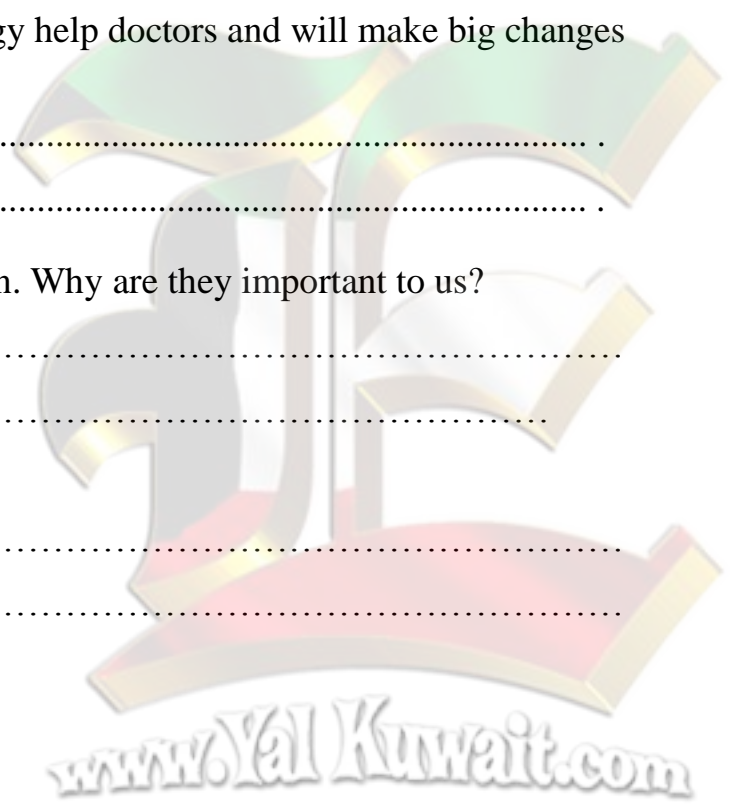 gy help doctors and will make big changes
.................................................................. .
.................................................................. .
n. Why are they important to us?
………………………………………………………
………………………………………………
………………………………………………………
………………………………………………………
www.Yal Kuwait.com